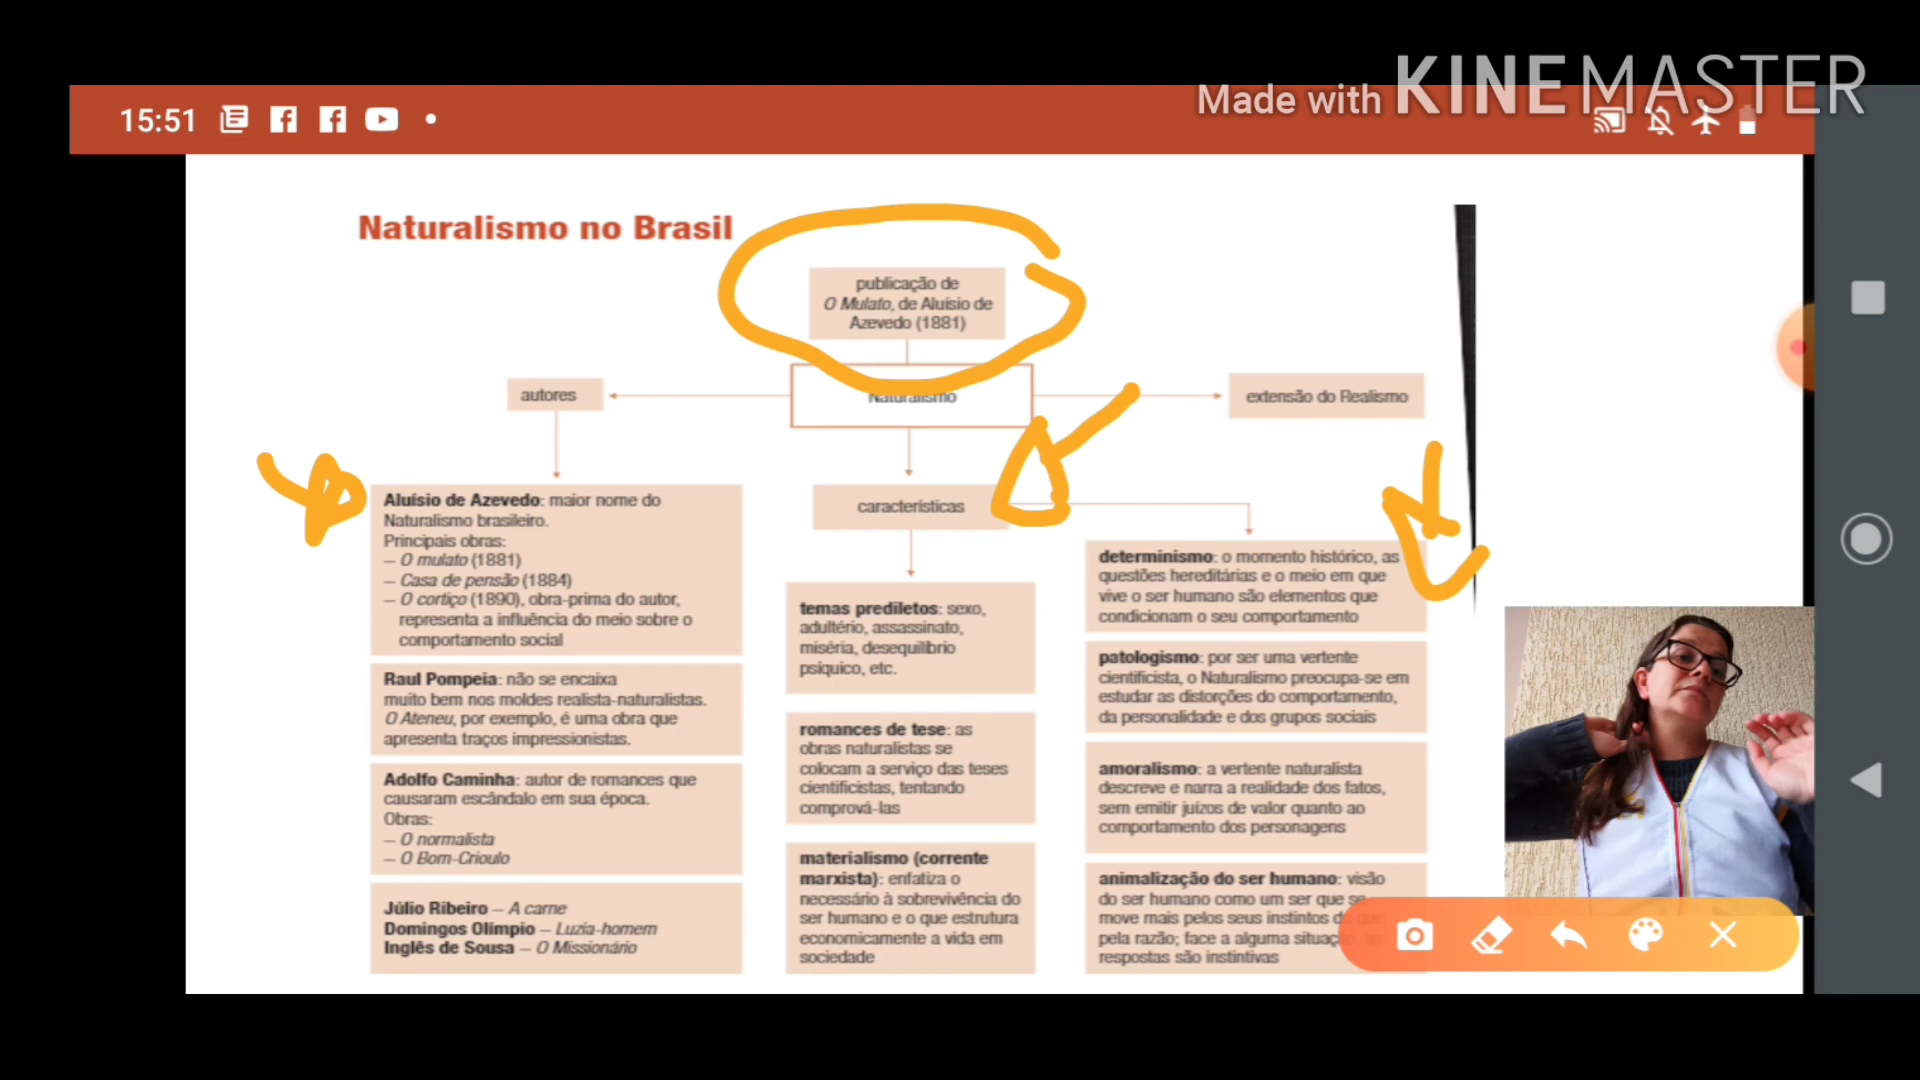 Made with KINEMASTER
15:51
Naturalismo no Brasil
publicação de
O Mulato, de Aluísio de
Azevedo (1881)
autores
Naturalismo
extensão do Realismo
características
Aluísio de Azevedo: maior nome do
Naturalismo brasileiro.
Principais obras:
– O mulato (1881)
– Casa de pensão (1884)
– O cortiço (1890), obra-prima do autor,
representa a influência do meio sobre o
comportamento social
Raul Pompeia: não se encaixa
muito bem nos moldes realista-naturalistas.
O Ateneu, por exemplo, é uma obra que
apresenta traços impressionistas.
Adolfo Caminha: autor de romances que
causaram escândalo em sua época.
Obras:
– O normalista
– O Bom-Crioulo
Júlio Ribeiro – A carne
Domingos Olímpio – Luzia-homem
Inglês de Sousa – O Missionário
temas prediletos: sexo,
adultério, assassinato,
miséria, desequilíbrio
psíquico, etc.
romances de tese: as
obras naturalistas se
colocam a serviço das teses
cientificistas, tentando
comprová-las
materialismo (corrente
marxista): enfatiza o
necessário à sobrevivência do
ser humano e o que estrutura
economicamente a vida em
sociedade
determinismo: o momento histórico, as
questões hereditárias e o meio em que
vive o ser humano são elementos que
condicionam o seu comportamento
patologismo: por ser uma vertente
cientificista, o Naturalismo preocupa-se em
estudar as distorções do comportamento,
da personalidade e dos grupos sociais
amoralismo: a vertente naturalista
descreve e narra a realidade dos fatos,
sem emitir juízos de valor quanto ao
comportamento dos personagens
animalização do ser humano: visão
do ser humano como um ser que se
move mais pelos seus instintos do que
pela razão; face a alguma situação, as
respostas são instintivas